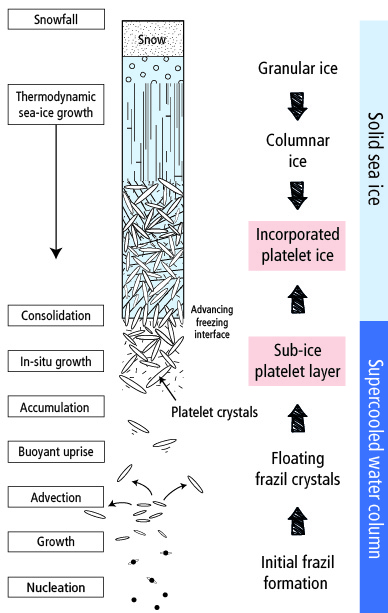 Snowfall
Thermodynamic
sea-ice growth
Consolidation
In-situ growth
Accumulation
Buoyant uprise
Advection
Growth
Nucleation
Snow
Advancing
freezing
interface
Platelet crystals
Granular ice
Columnar
ice
Incorporated
platelet ice
Sub-ice
platelet layer
Floating
frazil crystals
Initial frazil
formation
Solid sea ice
Supercooled water column